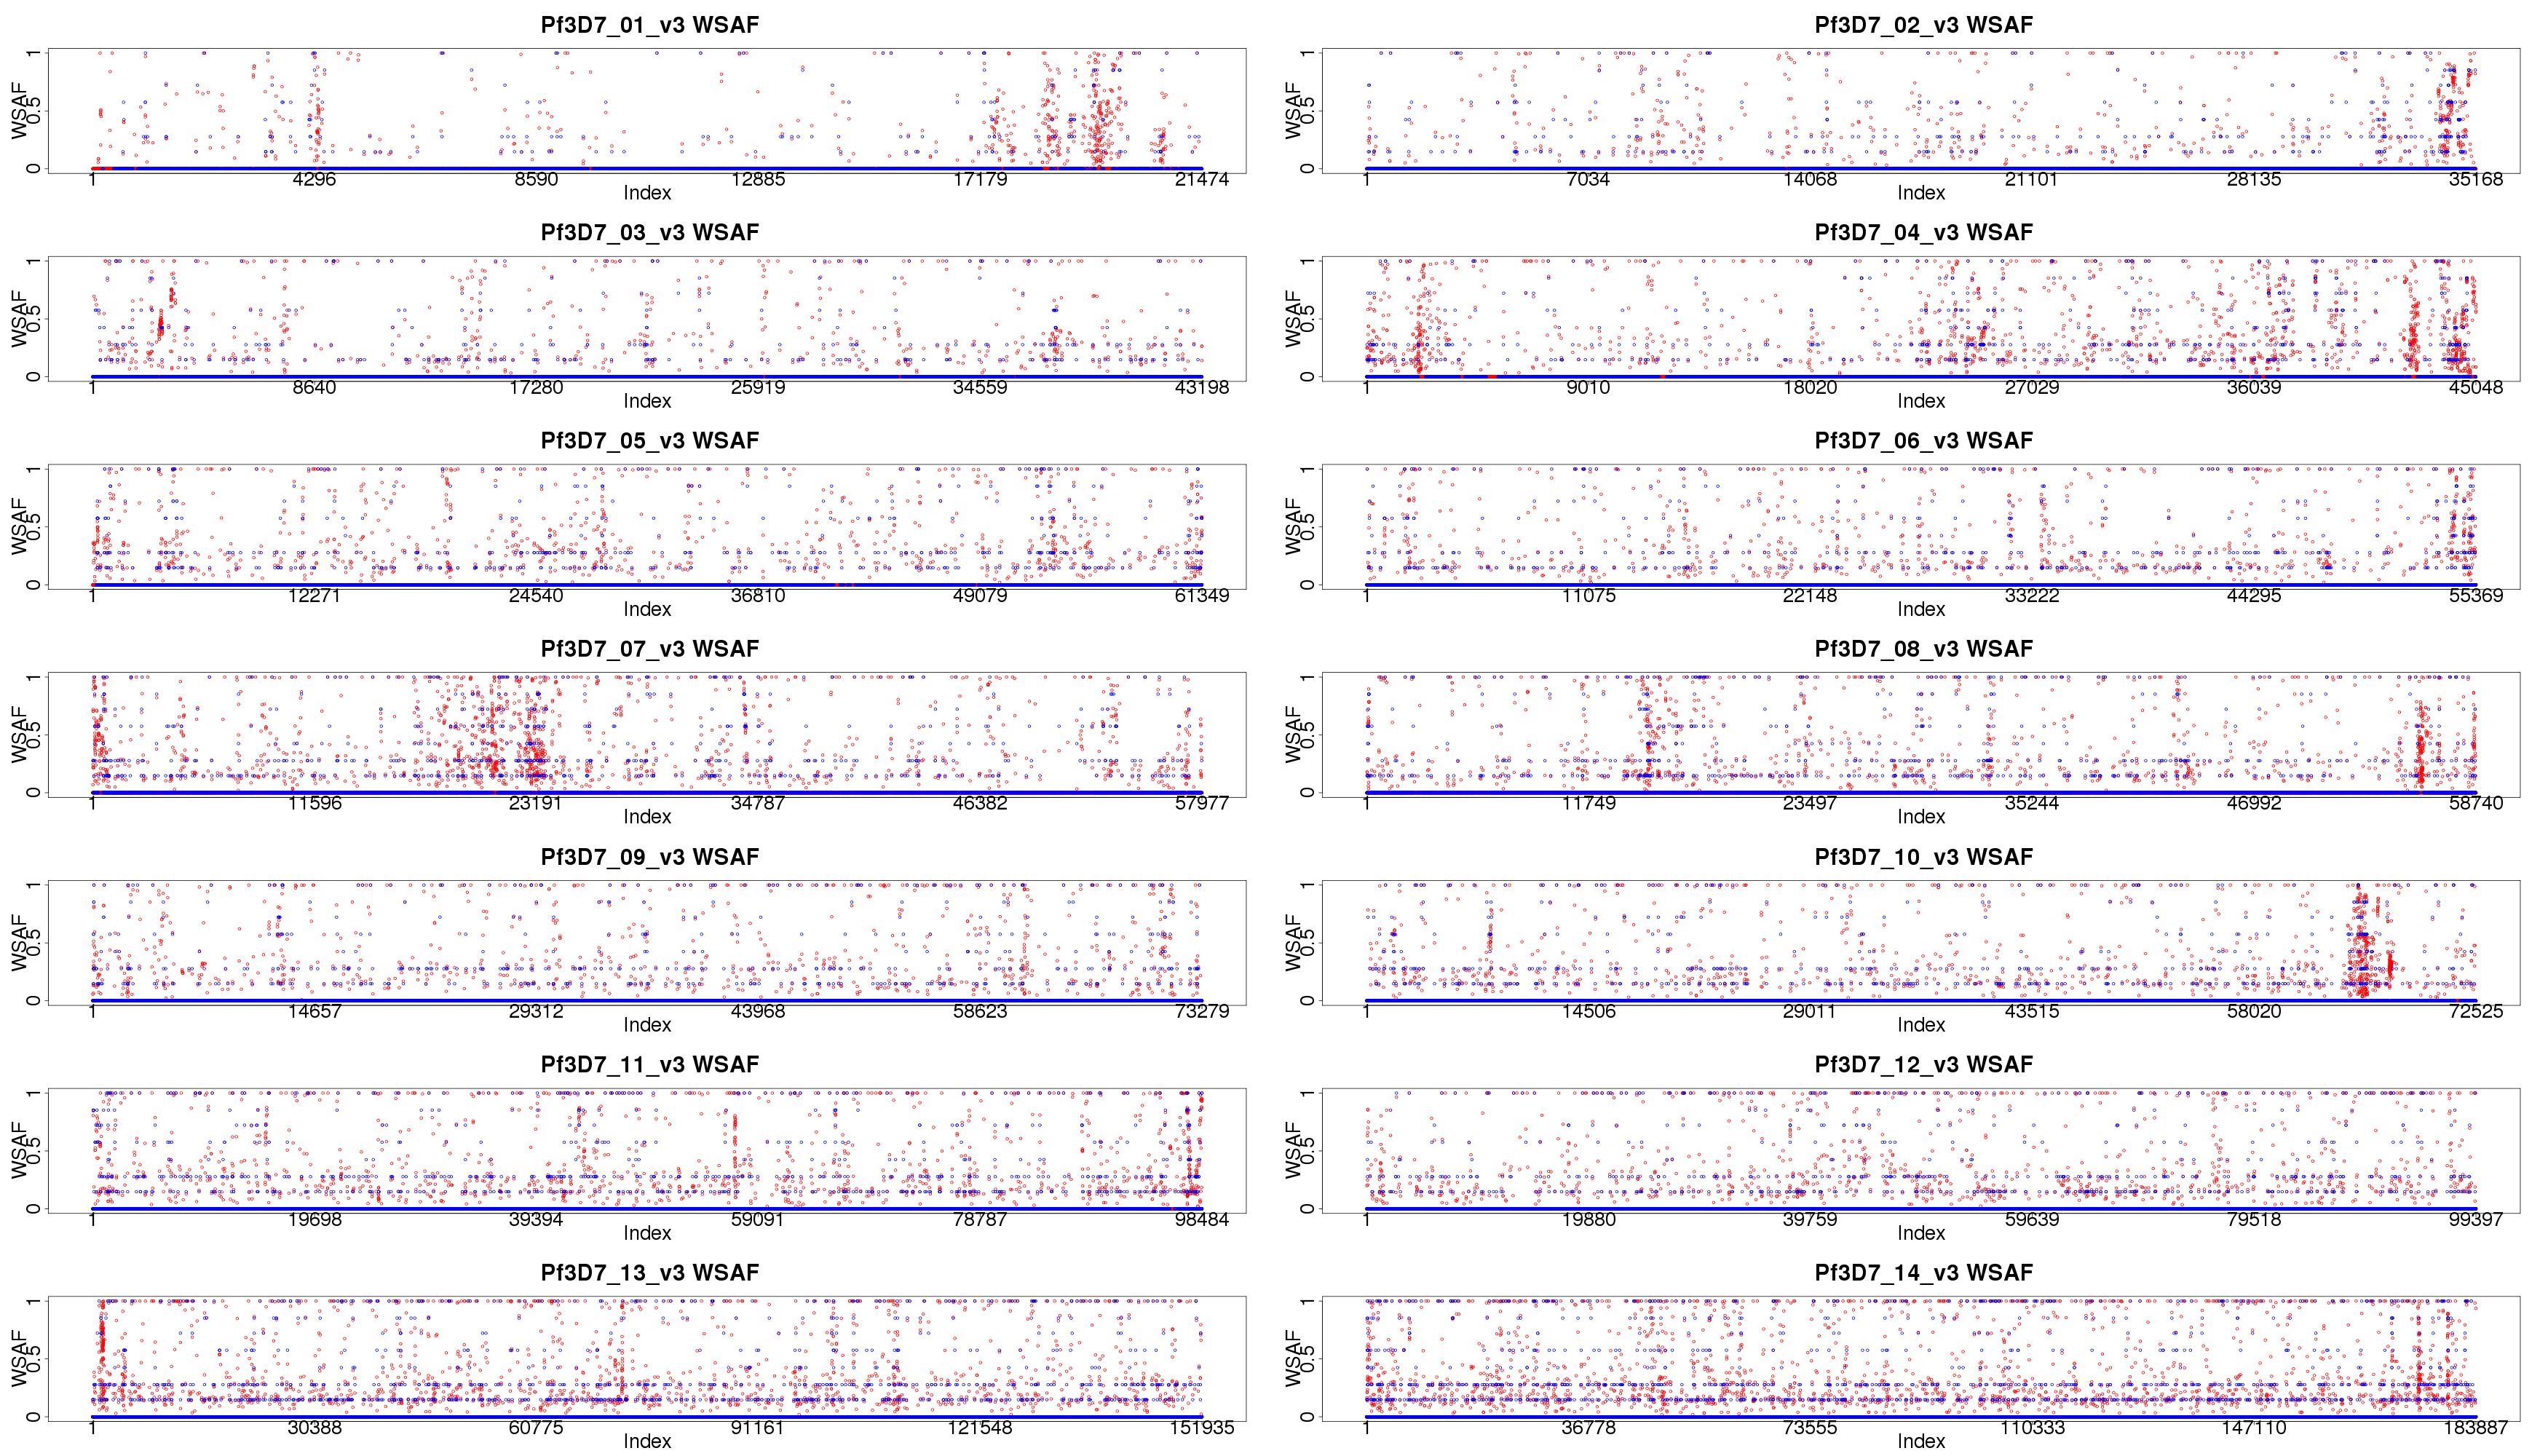 Pf3D7_01_v3 WSAF
WSAF
0 0.5 1
1 4296 8590 12885 17179 21474
Index
Pf3D7_02_v3 WSAF
WSAF
0 0.5 1
1 7034 14068 21101 28135 35168
Index
Pf3D7_03_v3 WSAF
WSAF
0 0.5 1
1 8640 17280 25919 34559 43198
Index
Pf3D7_04_v3 WSAF
WSAF
0 0.5 1
1 9010 18020 27029 36039 45048
Index
Pf3D7_05_v3 WSAF
WSAF
0 0.5 1
1 12271 24540 36810 49079 61349
Index
Pf3D7_06_v3 WSAF
WSAF
0 0.5 1
1 11075 22148 33222 44295 55369
Index
Pf3D7_07_v3 WSAF
WSAF
0 0.5 1
1 11596 23191 34787 46382 57977
Index
Pf3D7_08_v3 WSAF
WSAF
0 0.5 1
1 11749 23497 35244 46992 58740
Index
Pf3D7_09_v3 WSAF
WSAF
0 0.5 1
1 14657 29312 43968 58623 73279
Index
Pf3D7_10_v3 WSAF
WSAF
0 0.5 1
1 14506 29011 43515 58020 72525
Index
Pf3D7_11_v3 WSAF
WSAF
0 0.5 1
1 19698 39394 59091 78787 98484
Index
Pf3D7_12_v3 WSAF
WSAF
0 0.5 1
1 19880 39759 59639 79518 99397
Index
Pf3D7_13_v3 WSAF
WSAF
0 0.5 1
1 30388 60775 91161 121548 151935
Index
Pf3D7_14_v3 WSAF
WSAF
0 0.5 1
1 36778 73555 110333 147110 183887
Index